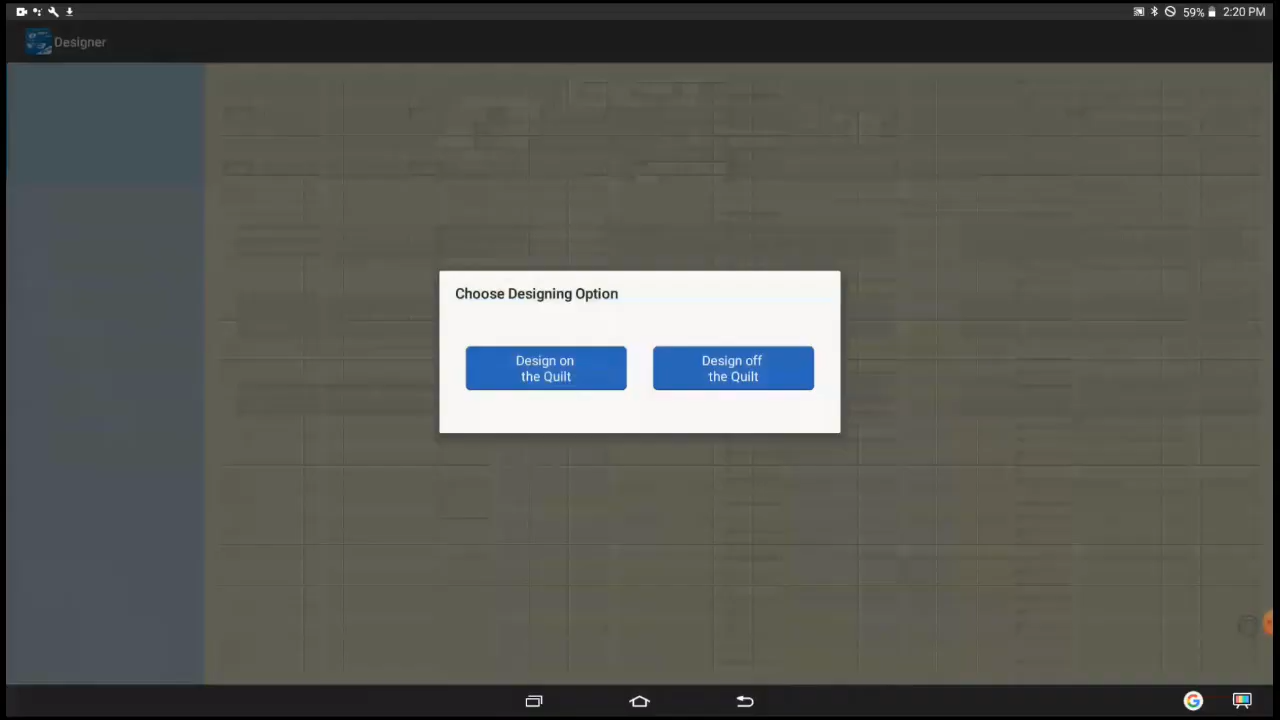 59% 2:20 PM
Designer
Choose Designing Option
Design on
the Quilt
Design off
the Quilt
G